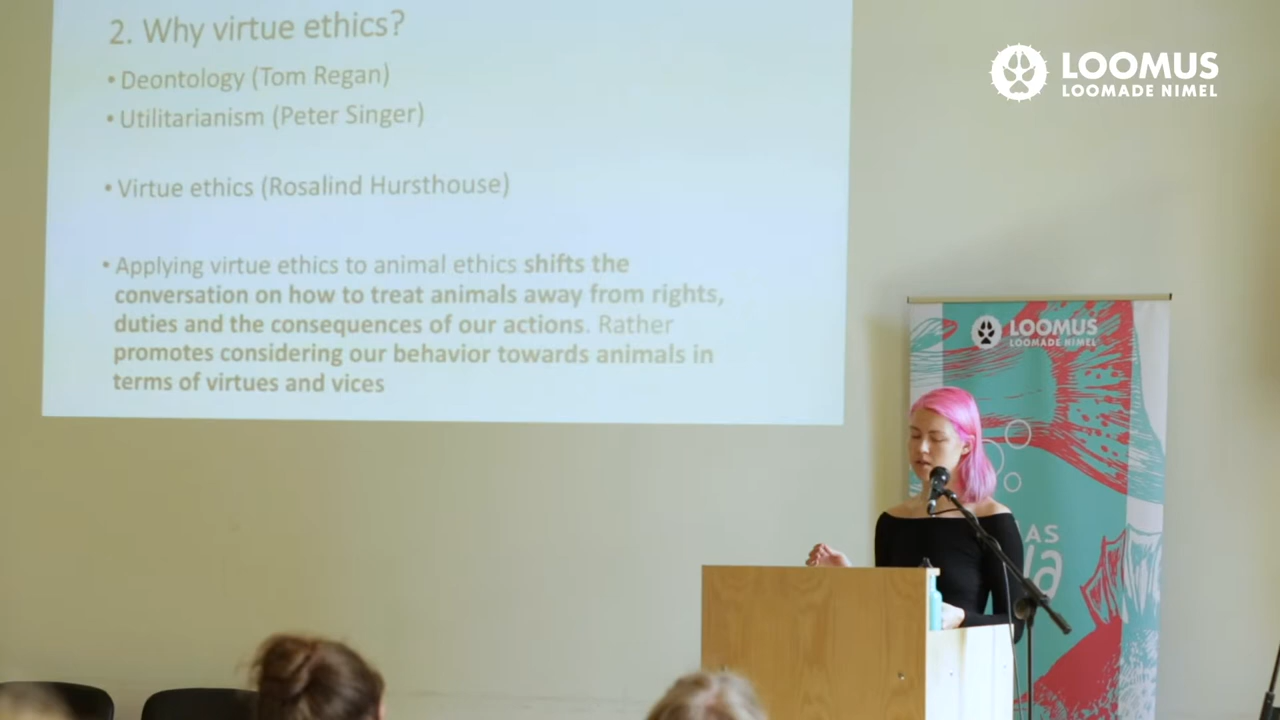 2. Why virtue ethics?
• Deontology (Tom Regan)
• Utilitarianism (Peter Singer)
• Virtue ethics (Rosalind Hursthouse)
• Applying virtue ethics to animal ethics shifts the
conversation on how to treat animals away from rights,
duties and the consequences of our actions. Rather
promotes considering our behavior towards animals in
terms of virtues and vices
LOOMUS
LOOMADE NIMEL
LOOMUS
LOOMADE NIMEL